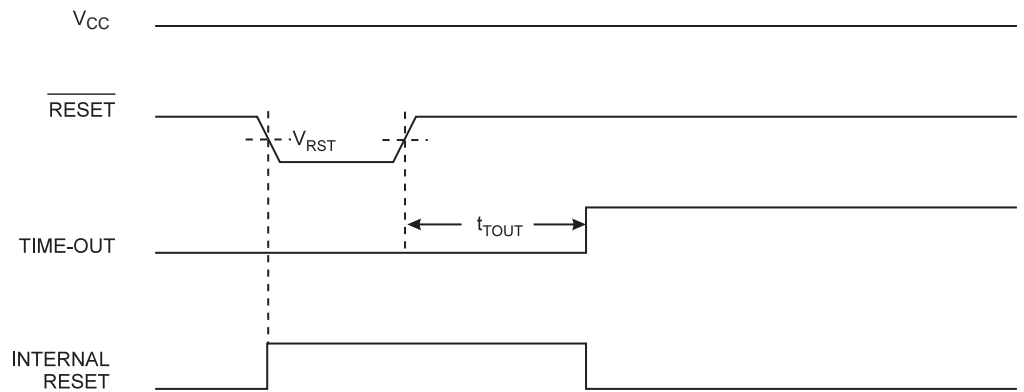 VCC
RESET
VRST
tTOUT
TIME-OUT
INTERNAL
RESET